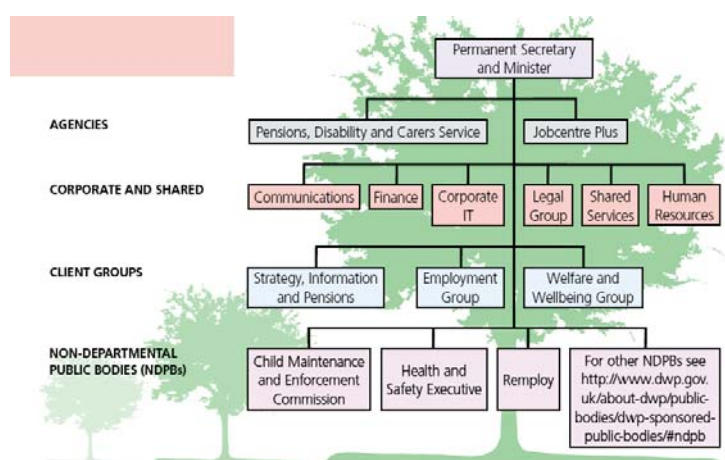 Permanent Secretary
and Minister
AGENCIES
Pensions, Disability and Carers Service
Jobcentre Plus
CORPORATE AND SHARED
Communications
Finance
Corporate
IT
Legal
Group
Shared
Services
Human
Resources
CLIENT GROUPS
Strategy, Information
and Pensions
Employment
Group
Welfare and
Wellbeing Group
NON-DEPARTMENTAL
PUBLIC BODIES (NDPBs)
Child Maintenance
and Enforcement
Commission
Health and
Safety Executive
Remploy
For other NDPBs see
http://www.dwp.gov.
uk/about-dwp/public-
bodies/dwp-sponsored-
public-bodies/#ndpb